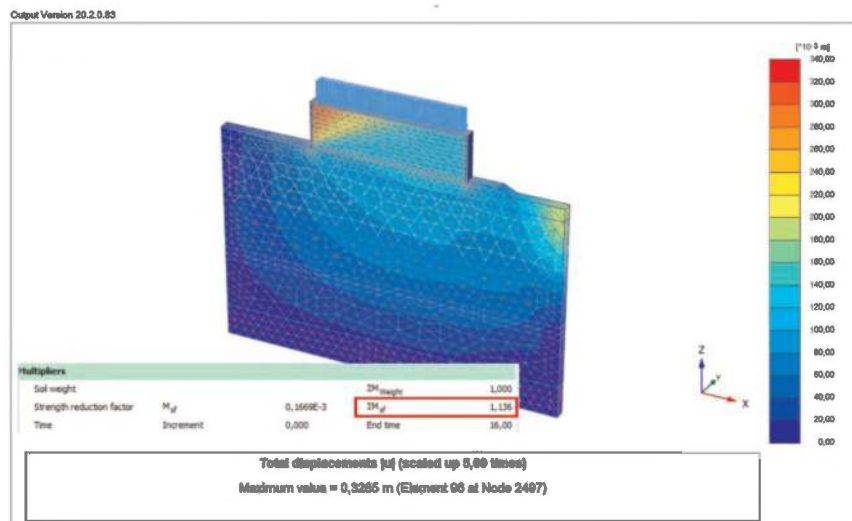 Output Version 20.2.0.83
[*10⁻³ m]
340,00
320,00
300,00
280,00
260,00
240,00
220,00
200,00
180,00
160,00
140,00
120,00
100,00
80,00
60,00
40,00
20,00
0,00
Z
Y
X
Multipliers
Soil weight ΣM_Weight 1,000
Strength reduction factor M_sf 0,1669E-3 ΣM_sf 1,136
Time Increment 0,000 End time 16,00
Total displacements |u| (scaled up 5,00 times)
Maximum value = 0,3265 m (Element 96 at Node 2497)